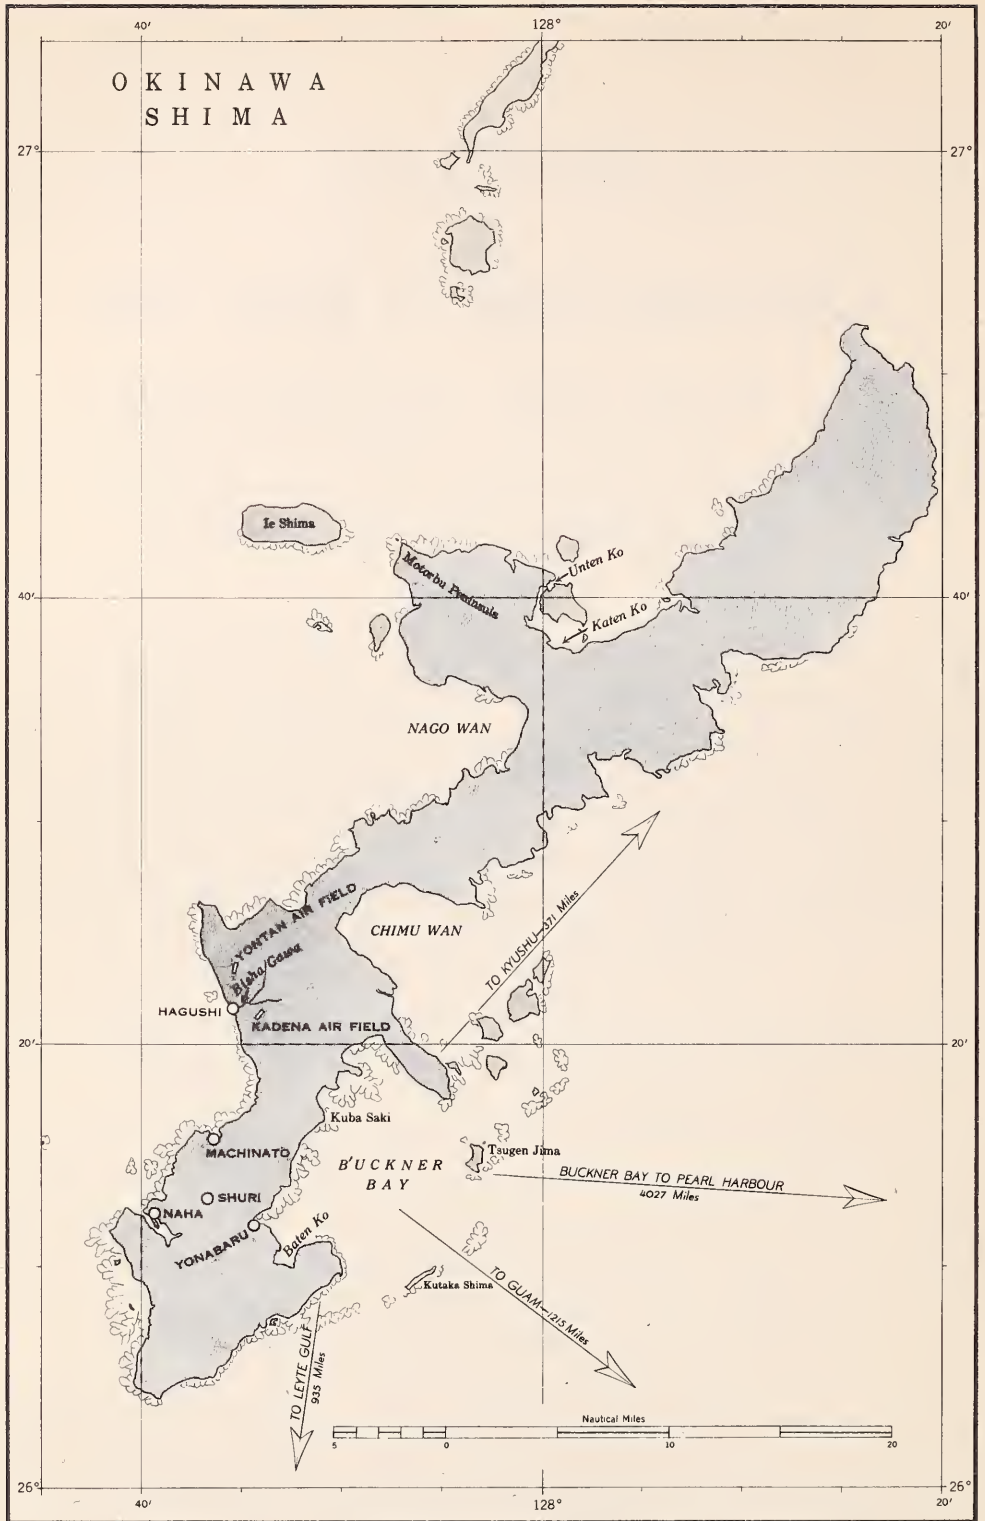 40′ 128° 20′
OKINAWA
SHIMA
27° 27°
Ie Shima
Motorbu Peninsula
Unten Ko
40′ 40′
Katen Ko
NAGO WAN
YONTAN AIR FIELD
CHIMU WAN
TO KYUSHU—371 Miles
Bisha/Gawa
HAGUSHI
KADENA AIR FIELD
20′ 20′
Kuba Saki
MACHINATO
Tsugen Jima
BUCKNER
BAY
BUCKNER BAY TO PEARL HARBOUR
4027 Miles
SHURI
NAHA
YONABARU
Baten Ko
Kutaka Shima
TO GUAM—1215 Miles
TO LEYTE GULF
935 Miles
Nautical Miles
5 0 10 20
26° 26°
40′ 128° 20′